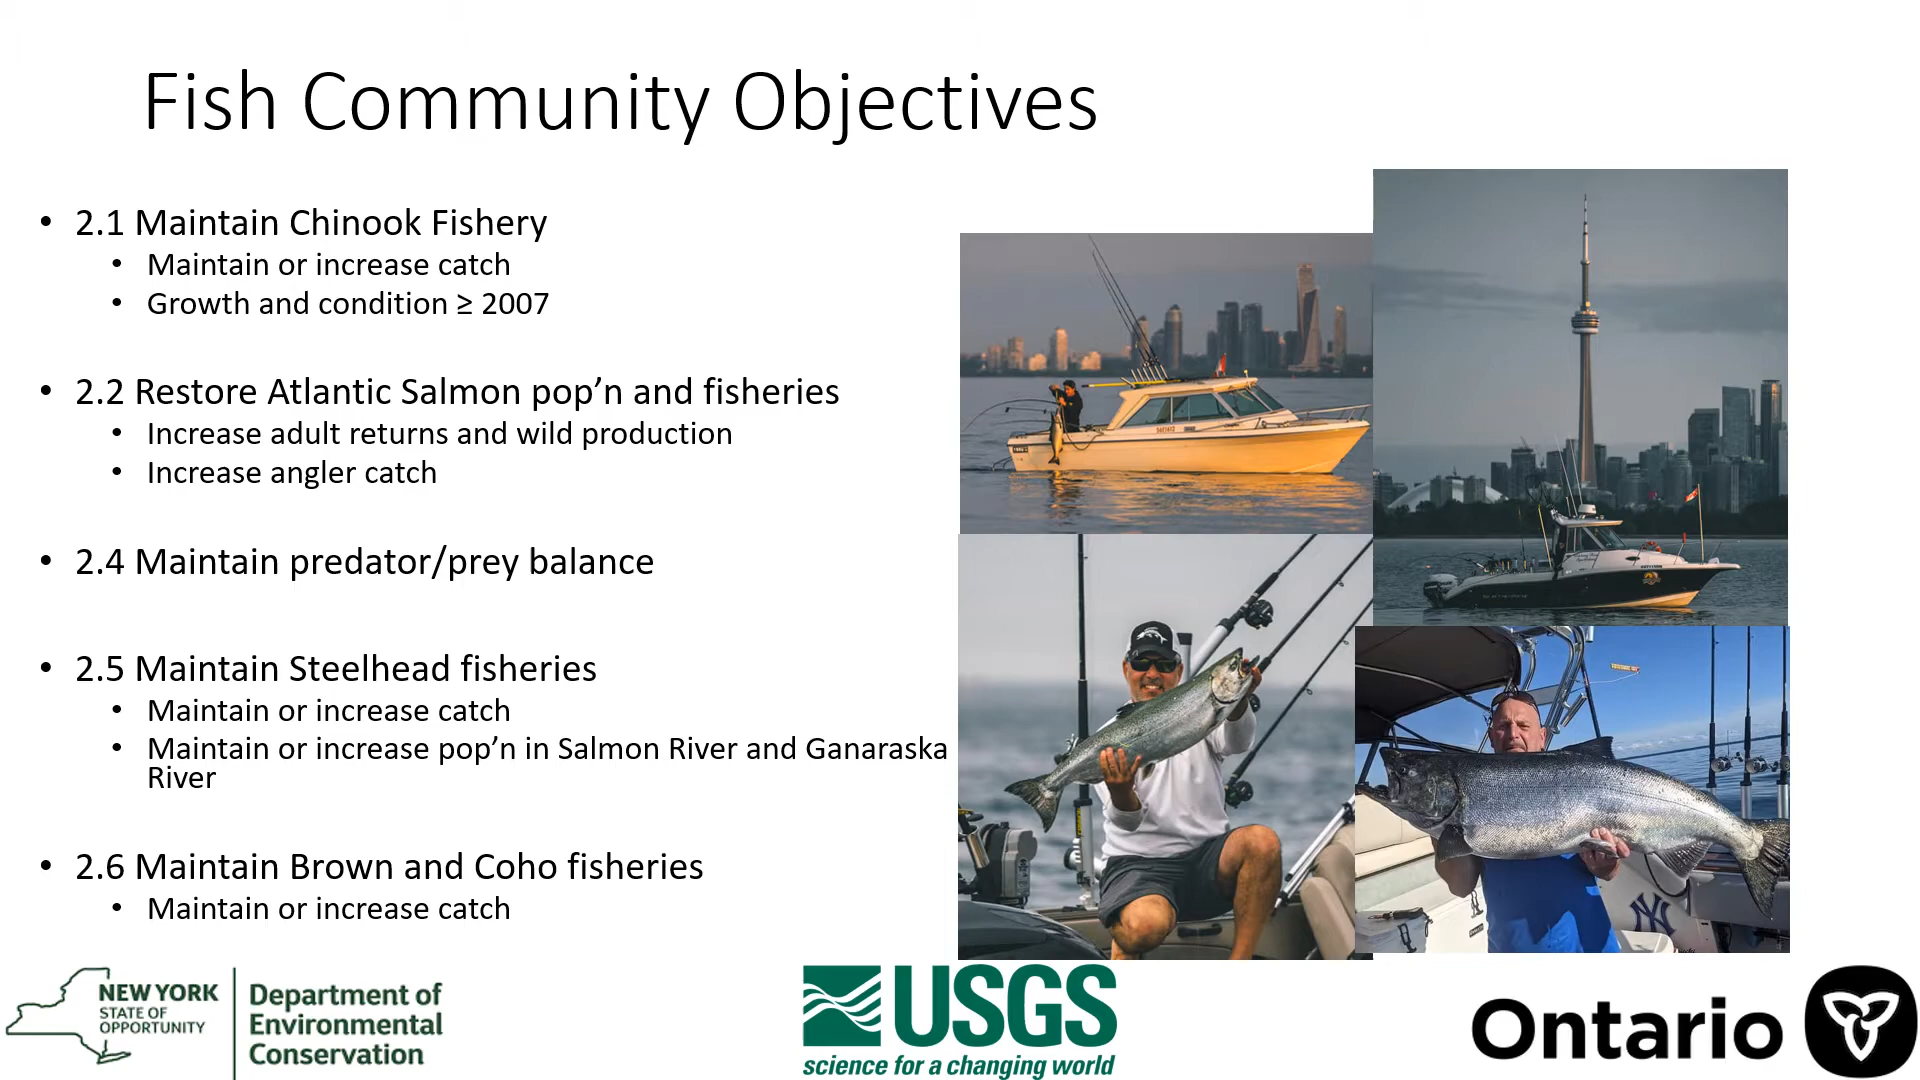 Fish Community Objectives
• 2.1 Maintain Chinook Fishery
• Maintain or increase catch
• Growth and condition ≥ 2007
• 2.2 Restore Atlantic Salmon pop’n and fisheries
• Increase adult returns and wild production
• Increase angler catch
• 2.4 Maintain predator/prey balance
• 2.5 Maintain Steelhead fisheries
• Maintain or increase catch
• Maintain or increase pop’n in Salmon River and Ganaraska
River
• 2.6 Maintain Brown and Coho fisheries
• Maintain or increase catch
NY
NEW YORK
STATE OF
OPPORTUNITY
Department of
Environmental
Conservation
USGS
science for a changing world
Ontario